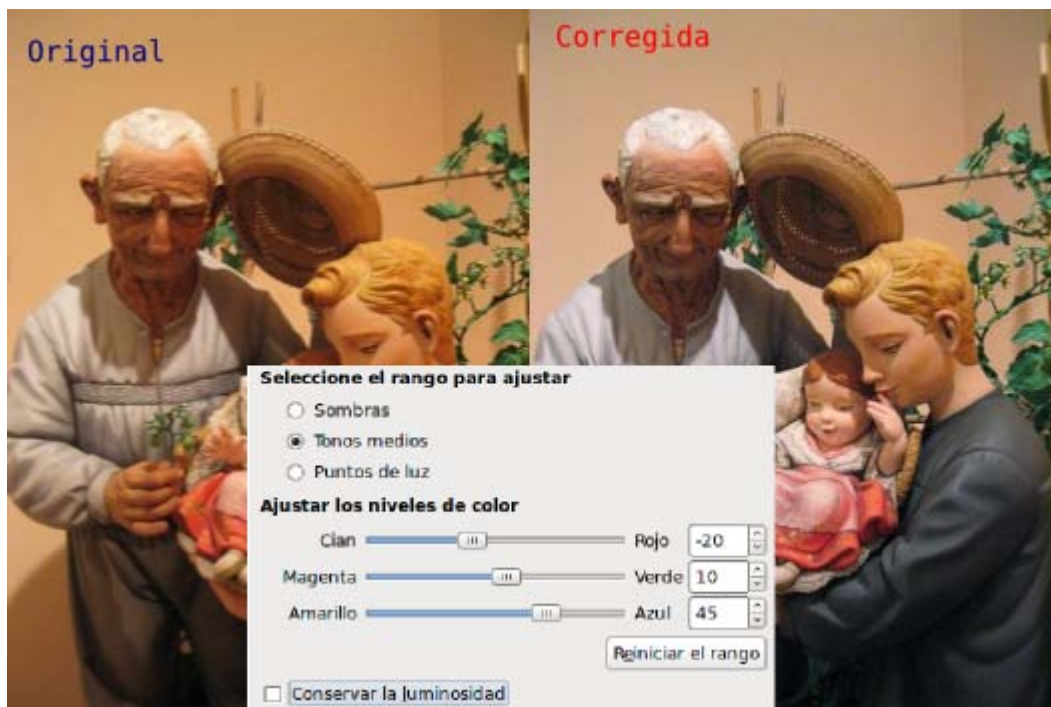 Original
Corregida
Seleccione el rango para ajustar
Sombras
Tonos medios
Puntos de luz
Ajustar los niveles de color
Cian Rojo -20
Magenta Verde 10
Amarillo Azul 45
Reiniciar el rango
Conservar la luminosidad